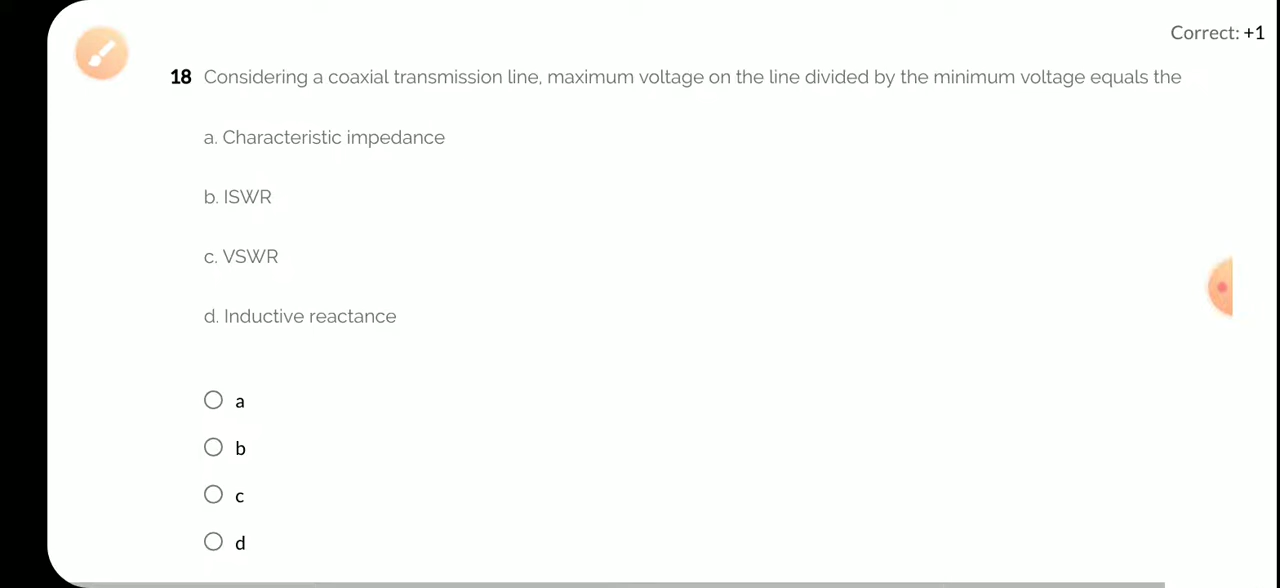 Correct: +1
18 Considering a coaxial transmission line, maximum voltage on the line divided by the minimum voltage equals the
a. Characteristic impedance
b. ISWR
c. VSWR
d. Inductive reactance
a
b
c
d